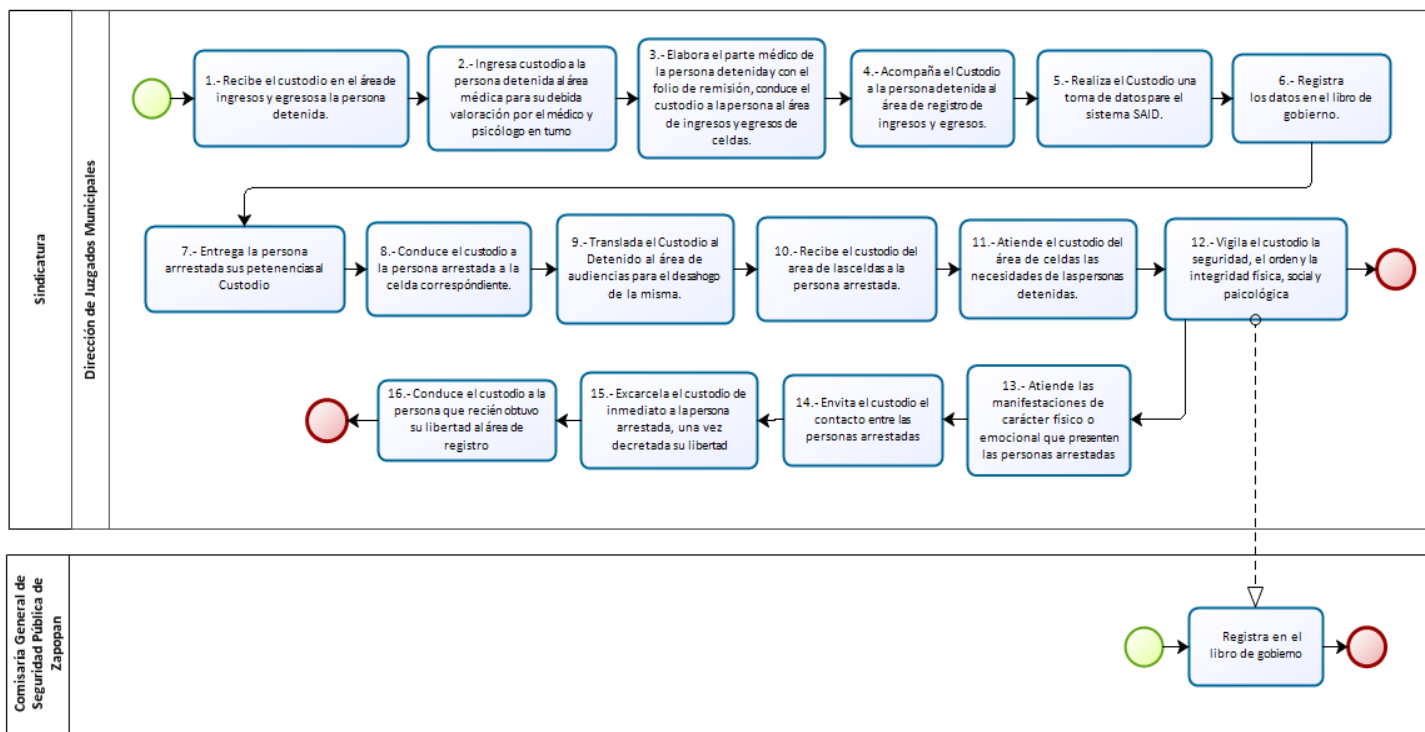 Sindicatura
Dirección de Juzgados Municipales
1.- Recibe el custodio en el área de
ingresos y egresos a la persona
detenida.
2.- Ingresa custodio a la
persona detenida al área
médica para su debida
valoración por el médico y
psicólogo en turno
3.- Elabora el parte médico de
la persona detenida y con el
folio de remisión, conduce el
custodio a la persona al área
de ingresos y egresos de
celdas.
4.- Acompaña el Custodio
a la persona detenida al
área de registro de
ingresos y egresos.
5.- Realiza el Custodio una
toma de datos pare el
sistema SAID.
6.- Registra
los datos en el libro de
gobierno.
7.- Entrega la persona
arrrestada sus petenencias al
Custodio
8.- Conduce el custodio a
la persona arrestada a la
celda correspóndiente.
9.- Translada el Custodio al
Detenido al área de
audiencias para el desahogo
de la misma.
10.- Recibe el custodio del
area de las celdas a la
persona arrestada.
11.- Atiende el custodio del
área de celdas las
necesidades de las personas
detenidas.
12.- Vigila el custodio la
seguridad, el orden y la
integridad física, social y
paicológica
13.- Atiende las
manifestaciones de
carácter físico o
emocional que presenten
las personas arrestadas
14.- Envita el custodio el
contacto entre las
personas arrestadas
15.- Excarcela el custodio de
inmediato a la persona
arrestada, una vez
decretada su libertad
16.- Conduce el custodio a la
persona que recién obtuvo
su libertad al área de
registro
Comisaría General de
Seguridad Pública de
Zapopan
Registra en el
libro de gobierno